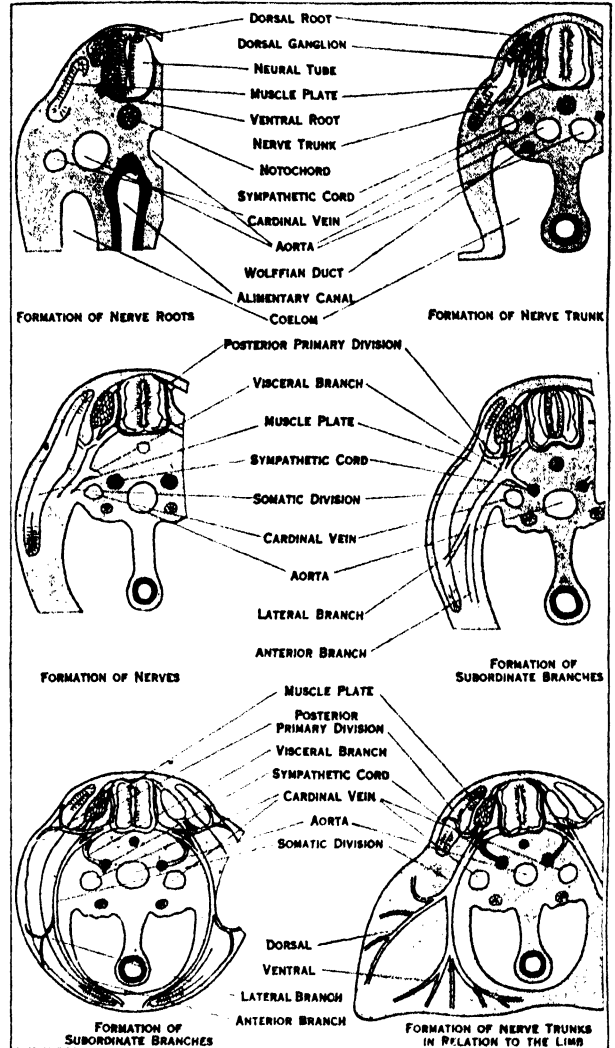 DORSAL ROOT
DORSAL GANGLION
NEURAL TUBE
MUSCLE PLATE
VENTRAL ROOT
NERVE TRUNK
NOTOCHORD
SYMPATHETIC CORD
CARDINAL VEIN
AORTA
WOLFFIAN DUCT
ALIMENTARY CANAL
COELOM
FORMATION OF NERVE ROOTS
FORMATION OF NERVE TRUNK
POSTERIOR PRIMARY DIVISION
VISCERAL BRANCH
MUSCLE PLATE
SYMPATHETIC CORD
SOMATIC DIVISION
CARDINAL VEIN
AORTA
LATERAL BRANCH
ANTERIOR BRANCH
FORMATION OF NERVES
FORMATION OF
SUBORDINATE BRANCHES
MUSCLE PLATE
POSTERIOR
PRIMARY DIVISION
VISCERAL BRANCH
SYMPATHETIC CORD
CARDINAL VEIN
AORTA
SOMATIC DIVISION
DORSAL
VENTRAL
LATERAL BRANCH
ANTERIOR BRANCH
FORMATION OF
SUBORDINATE BRANCHES
FORMATION OF NERVE TRUNKS
IN RELATION TO THE LIMB